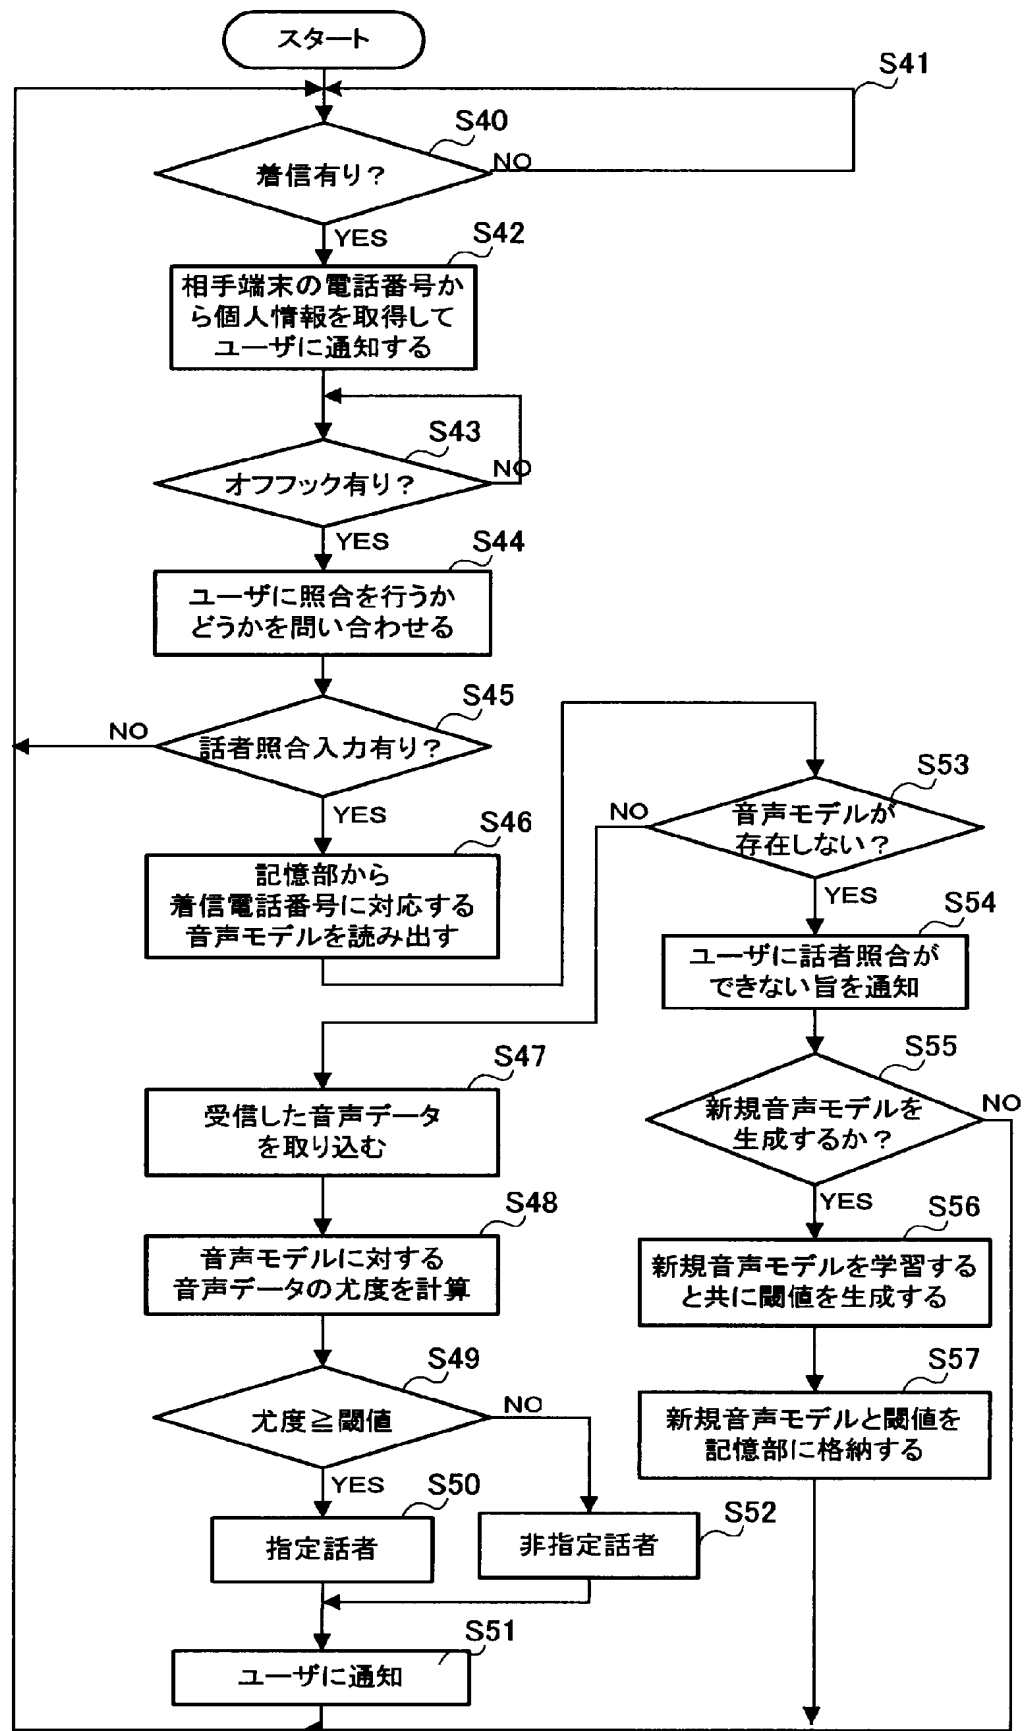 スタート
S41
S40
着信有り？
NO
YES
S42
相手端末の電話番号か
ら個人情報を取得して
ユーザに通知する
S43
オフフック有り？
NO
YES
S44
ユーザに照合を行うか
どうかを問い合わせる
S45
NO
話者照合入力有り？
YES
S46
記憶部から
着信電話番号に対応する
音声モデルを読み出す
S53
NO
音声モデルが
存在しない？
YES
S54
ユーザに話者照合が
できない旨を通知
S55
新規音声モデルを
生成するか？
NO
YES
S56
新規音声モデルを学習する
と共に閾値を生成する
S57
新規音声モデルと閾値を
記憶部に格納する
S47
受信した音声データ
を取り込む
S48
音声モデルに対する
音声データの尤度を計算
S49
尤度≧閾値
NO
YES
S50
指定話者
S52
非指定話者
S51
ユーザに通知